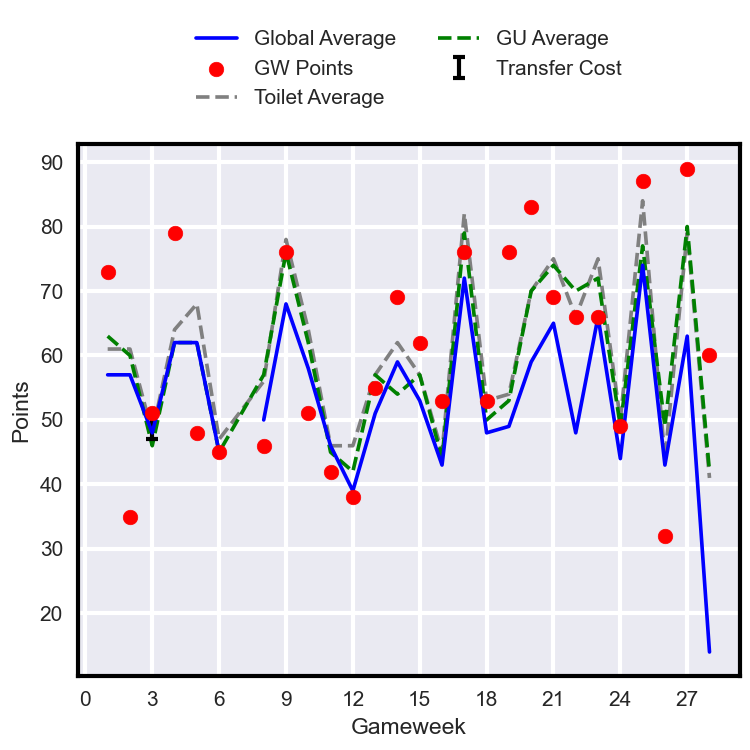 Global Average
GW Points
Toilet Average
GU Average
Transfer Cost
90
80
70
60
50
40
30
20
Points
0 3 6 9 12 15 18 21 24 27
Gameweek